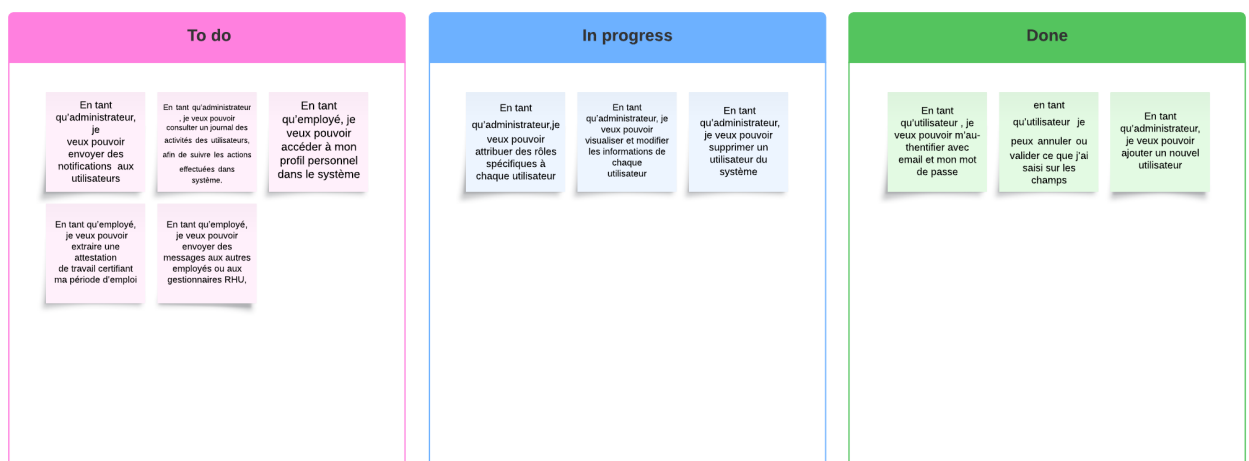 To do
En tant
qu'administrateur,
je
veux pouvoir
envoyer des
notifications aux
utilisateurs
En tant qu'administrateur
, je veux pouvoir
consulter un journal des
activités des utilisateurs,
afin de suivre les actions
effectuées dans
système.
En tant
qu'employé, je
veux pouvoir
accéder à mon
profil personnel
dans le système
En tant qu'employé,
je veux pouvoir
extraire une
attestation
de travail certifiant
ma période d'emploi
En tant qu'employé,
je veux pouvoir
envoyer des
messages aux autres
employés ou aux
gestionnaires RHU,
In progress
En tant
qu'administrateur,je
veux pouvoir
attribuer des rôles
spécifiques à
chaque utilisateur
En tant
qu'administrateur, je
veux pouvoir
visualiser et modifier
les informations de
chaque
utilisateur
En tant
qu'administrateur,
je veux pouvoir
supprimer un
utilisateur du
système
Done
En tant
qu'utilisateur , je
veux pouvoir m'au-
thentifier avec
email et mon mot
de passe
en tant
qu'utilisateur je
peux annuler ou
valider ce que j'ai
saisi sur les
champs
En tant
qu'administrateur,
je veux pouvoir
ajouter un nouvel
utilisateur